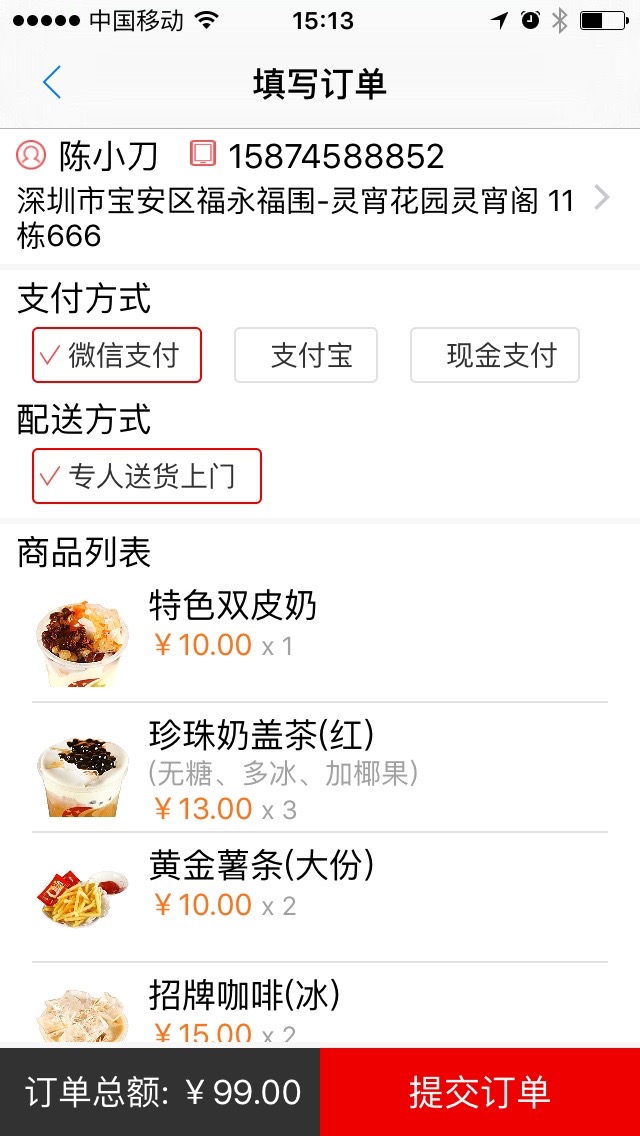 中国移动 15:13
填写订单
陈小刀 15874588852
深圳市宝安区福永福围-灵宵花园灵宵阁 11
栋666
支付方式
微信支付 支付宝 现金支付
配送方式
专人送货上门
商品列表
特色双皮奶
￥10.00 x 1
珍珠奶盖茶(红)
(无糖、多冰、加椰果)
￥13.00 x 3
黄金薯条(大份)
￥10.00 x 2
招牌咖啡(冰)
￥15.00 x 2
订单总额: ￥99.00 提交订单